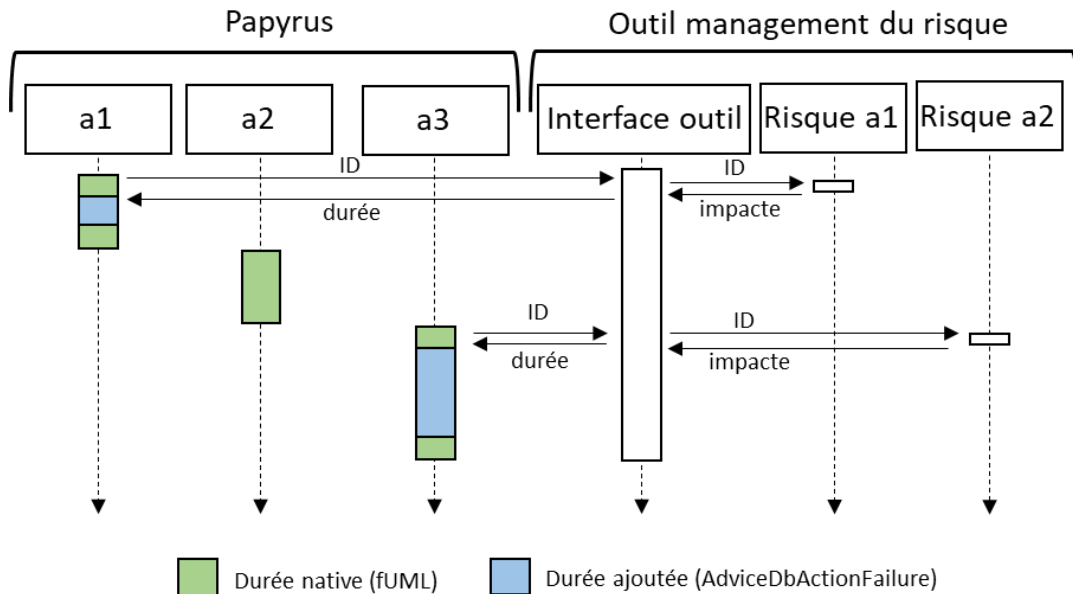 Papyrus
Outil management du risque
a1
a2
a3
Interface outil
Risque a1
Risque a2
ID
ID
durée
impacte
ID
ID
durée
impacte
Durée native (fUML)
Durée ajoutée (AdviceDbActionFailure)